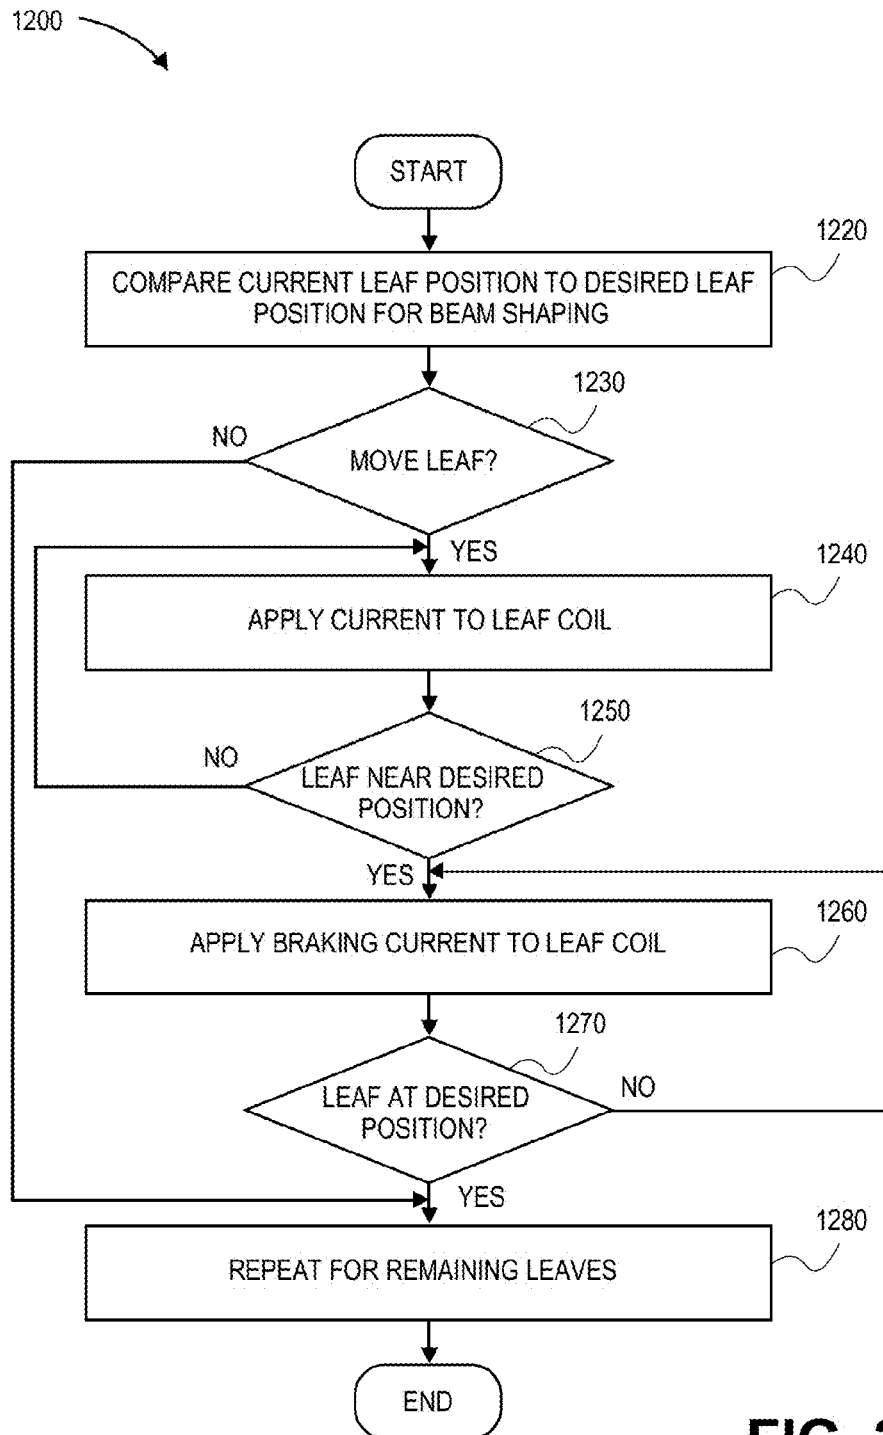 1200
START
1220
COMPARE CURRENT LEAF POSITION TO DESIRED LEAF
POSITION FOR BEAM SHAPING
1230
NO
MOVE LEAF?
YES
1240
APPLY CURRENT TO LEAF COIL
1250
NO
LEAF NEAR DESIRED
POSITION?
YES
1260
APPLY BRAKING CURRENT TO LEAF COIL
1270
LEAF AT DESIRED
POSITION?
NO
YES
1280
REPEAT FOR REMAINING LEAVES
END
FIG.